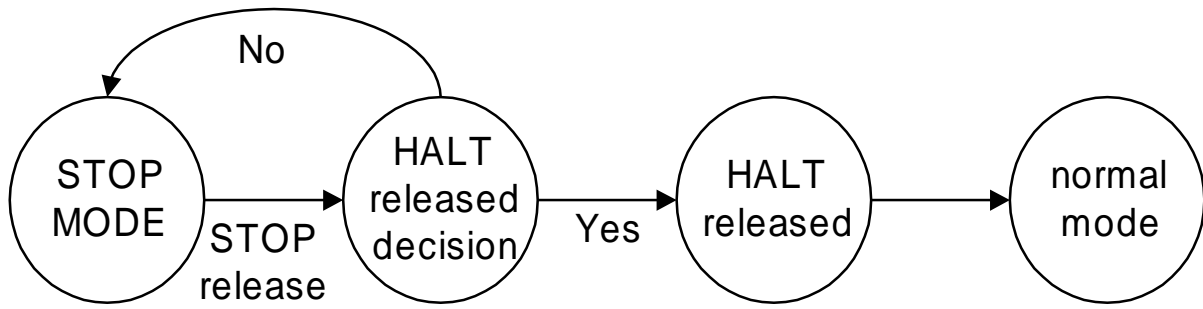 No
STOP
MODE
STOP
release
HALT
released
decision
Yes
HALT
released
normal
mode